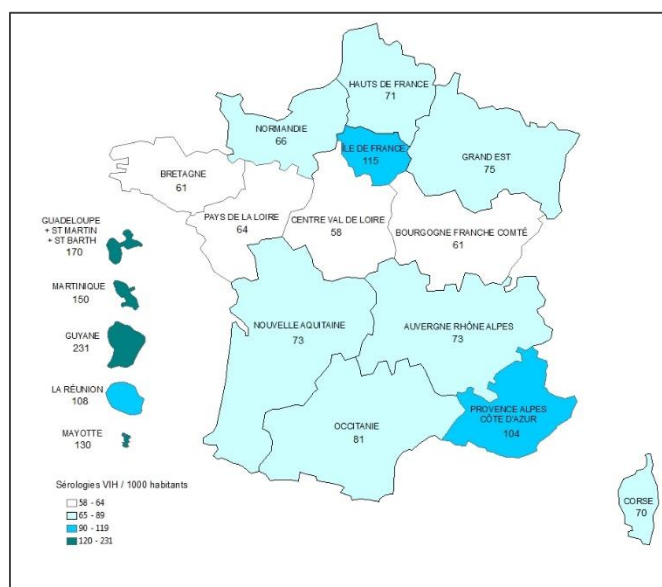 HAUTS DE FRANCE
71
NORMANDIE
66
ÎLE DE FRANCE
115
GRAND EST
75
BRETAGNE
61
PAYS DE LA LOIRE
64
CENTRE VAL DE LOIRE
58
BOURGOGNE FRANCHE COMTÉ
61
GUADELOUPE
+ ST MARTIN
+ ST BARTH
170
MARTINIQUE
150
GUYANE
231
LA RÉUNION
108
MAYOTTE
130
NOUVELLE AQUITAINE
73
AUVERGNE RHÔNE ALPES
73
OCCITANIE
81
PROVENCE ALPES
CÔTE D'AZUR
104
CORSE
70
Sérologies VIH / 1000 habitants
58 - 64
65 - 89
90 - 119
120 - 231